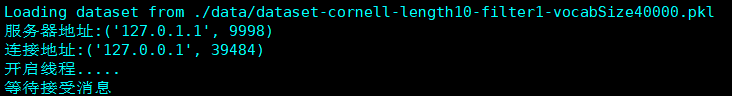 Loading dataset from ./data/dataset-cornell-length10-filter1-vocabSize40000.pkl
服务器地址:('127.0.1.1', 9998)
连接地址:('127.0.0.1', 39484)
开启线程.....
等待接受消息